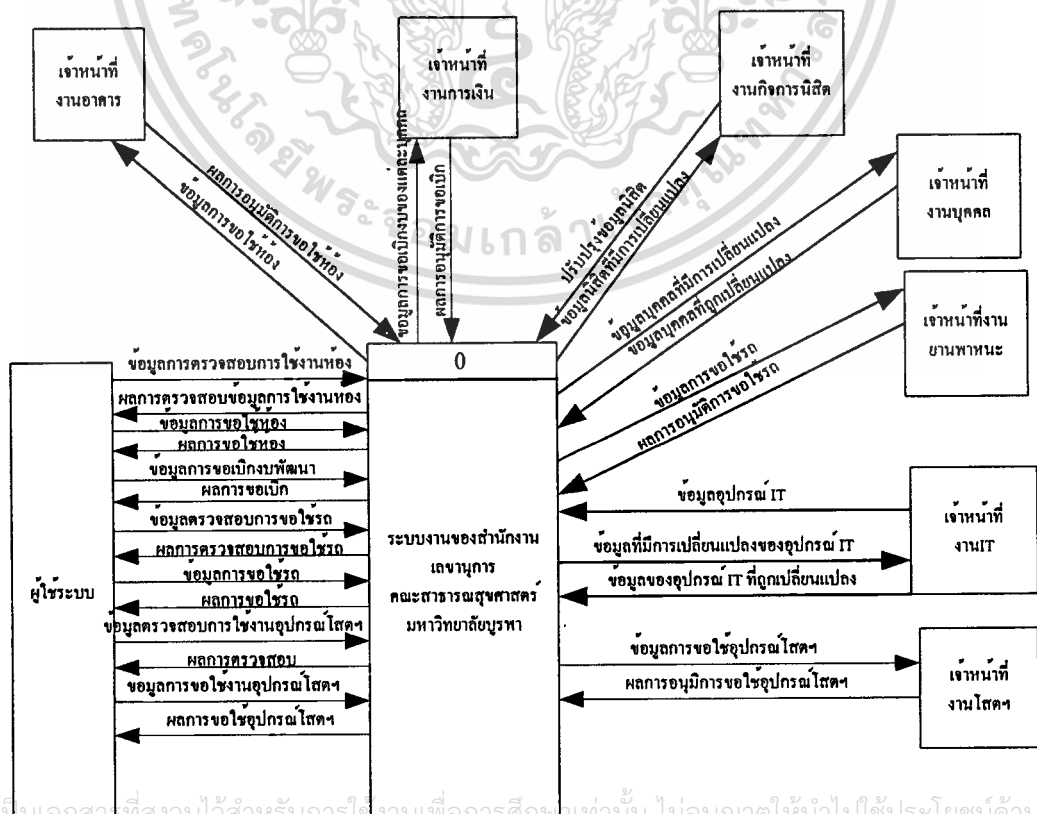 เจ้าหน้าที่
งานอาคาร
เจ้าหน้าที่
งานการเงิน
เจ้าหน้าที่
งานกิจการนิสิต
เจ้าหน้าที่
งานบุคคล
เจ้าหน้าที่งาน
ยานพาหนะ
เจ้าหน้าที่
งานIT
เจ้าหน้าที่
งานโสตฯ
ผลการอนุมัติการขอใช้ห้อง
ข้อมูลการขอใช้ห้อง
ข้อมูลการขอเบิกงบของแต่ละบุคคล
ผลการอนุมัติการขอเบิก
ปรับปรุงข้อมูลนิสิต
ข้อมูลนิสิตที่มีการเปลี่ยนแปลง
ข้อมูลบุคคลที่มีการเปลี่ยนแปลง
ข้อมูลบุคคลที่ถูกเปลี่ยนแปลง
ข้อมูลการขอใช้รถ
ผลการอนุมัติการขอใช้รถ
ข้อมูลอุปกรณ์ IT
ข้อมูลที่มีการเปลี่ยนแปลงของอุปกรณ์ IT
ข้อมูลของอุปกรณ์ IT ที่ถูกเปลี่ยนแปลง
ข้อมูลการขอใช้อุปกรณ์โสตฯ
ผลการอนุมิการขอใช้อุปกรณ์โสตฯ
0
ระบบงานของสำนักงาน
เลขานุการ
คณะสาธารณสุขศาสตร์
มหาวิทยาลัยบูรพา
ผู้ใช้ระบบ
ข้อมูลการตรวจสอบการใช้งานห้อง
ผลการตรวจสอบข้อมูลการใช้งานห้อง
ข้อมูลการขอใช้ห้อง
ผลการขอใช้ห้อง
ข้อมูลการขอเบิกงบพัฒนา
ผลการขอเบิก
ข้อมูลตรวจสอบการขอใช้รถ
ผลการตรวจสอบการขอใช้รถ
ข้อมูลการขอใช้รถ
ผลการขอใช้รถ
ข้อมูลตรวจสอบการใช้งานอุปกรณ์โสตฯ
ผลการตรวจสอบ
ข้อมูลการขอใช้งานอุปกรณ์โสตฯ
ผลการขอใช้อุปกรณ์โสตฯ